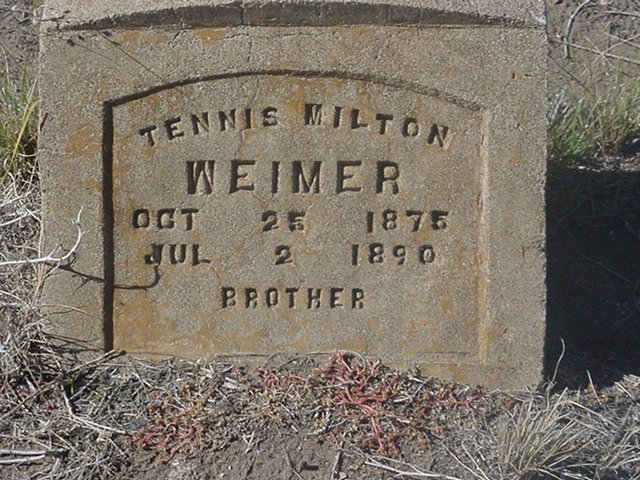 TENNIS MILTON
WEIMER
OCT 25 1875
JUL 2 1890
BROTHER